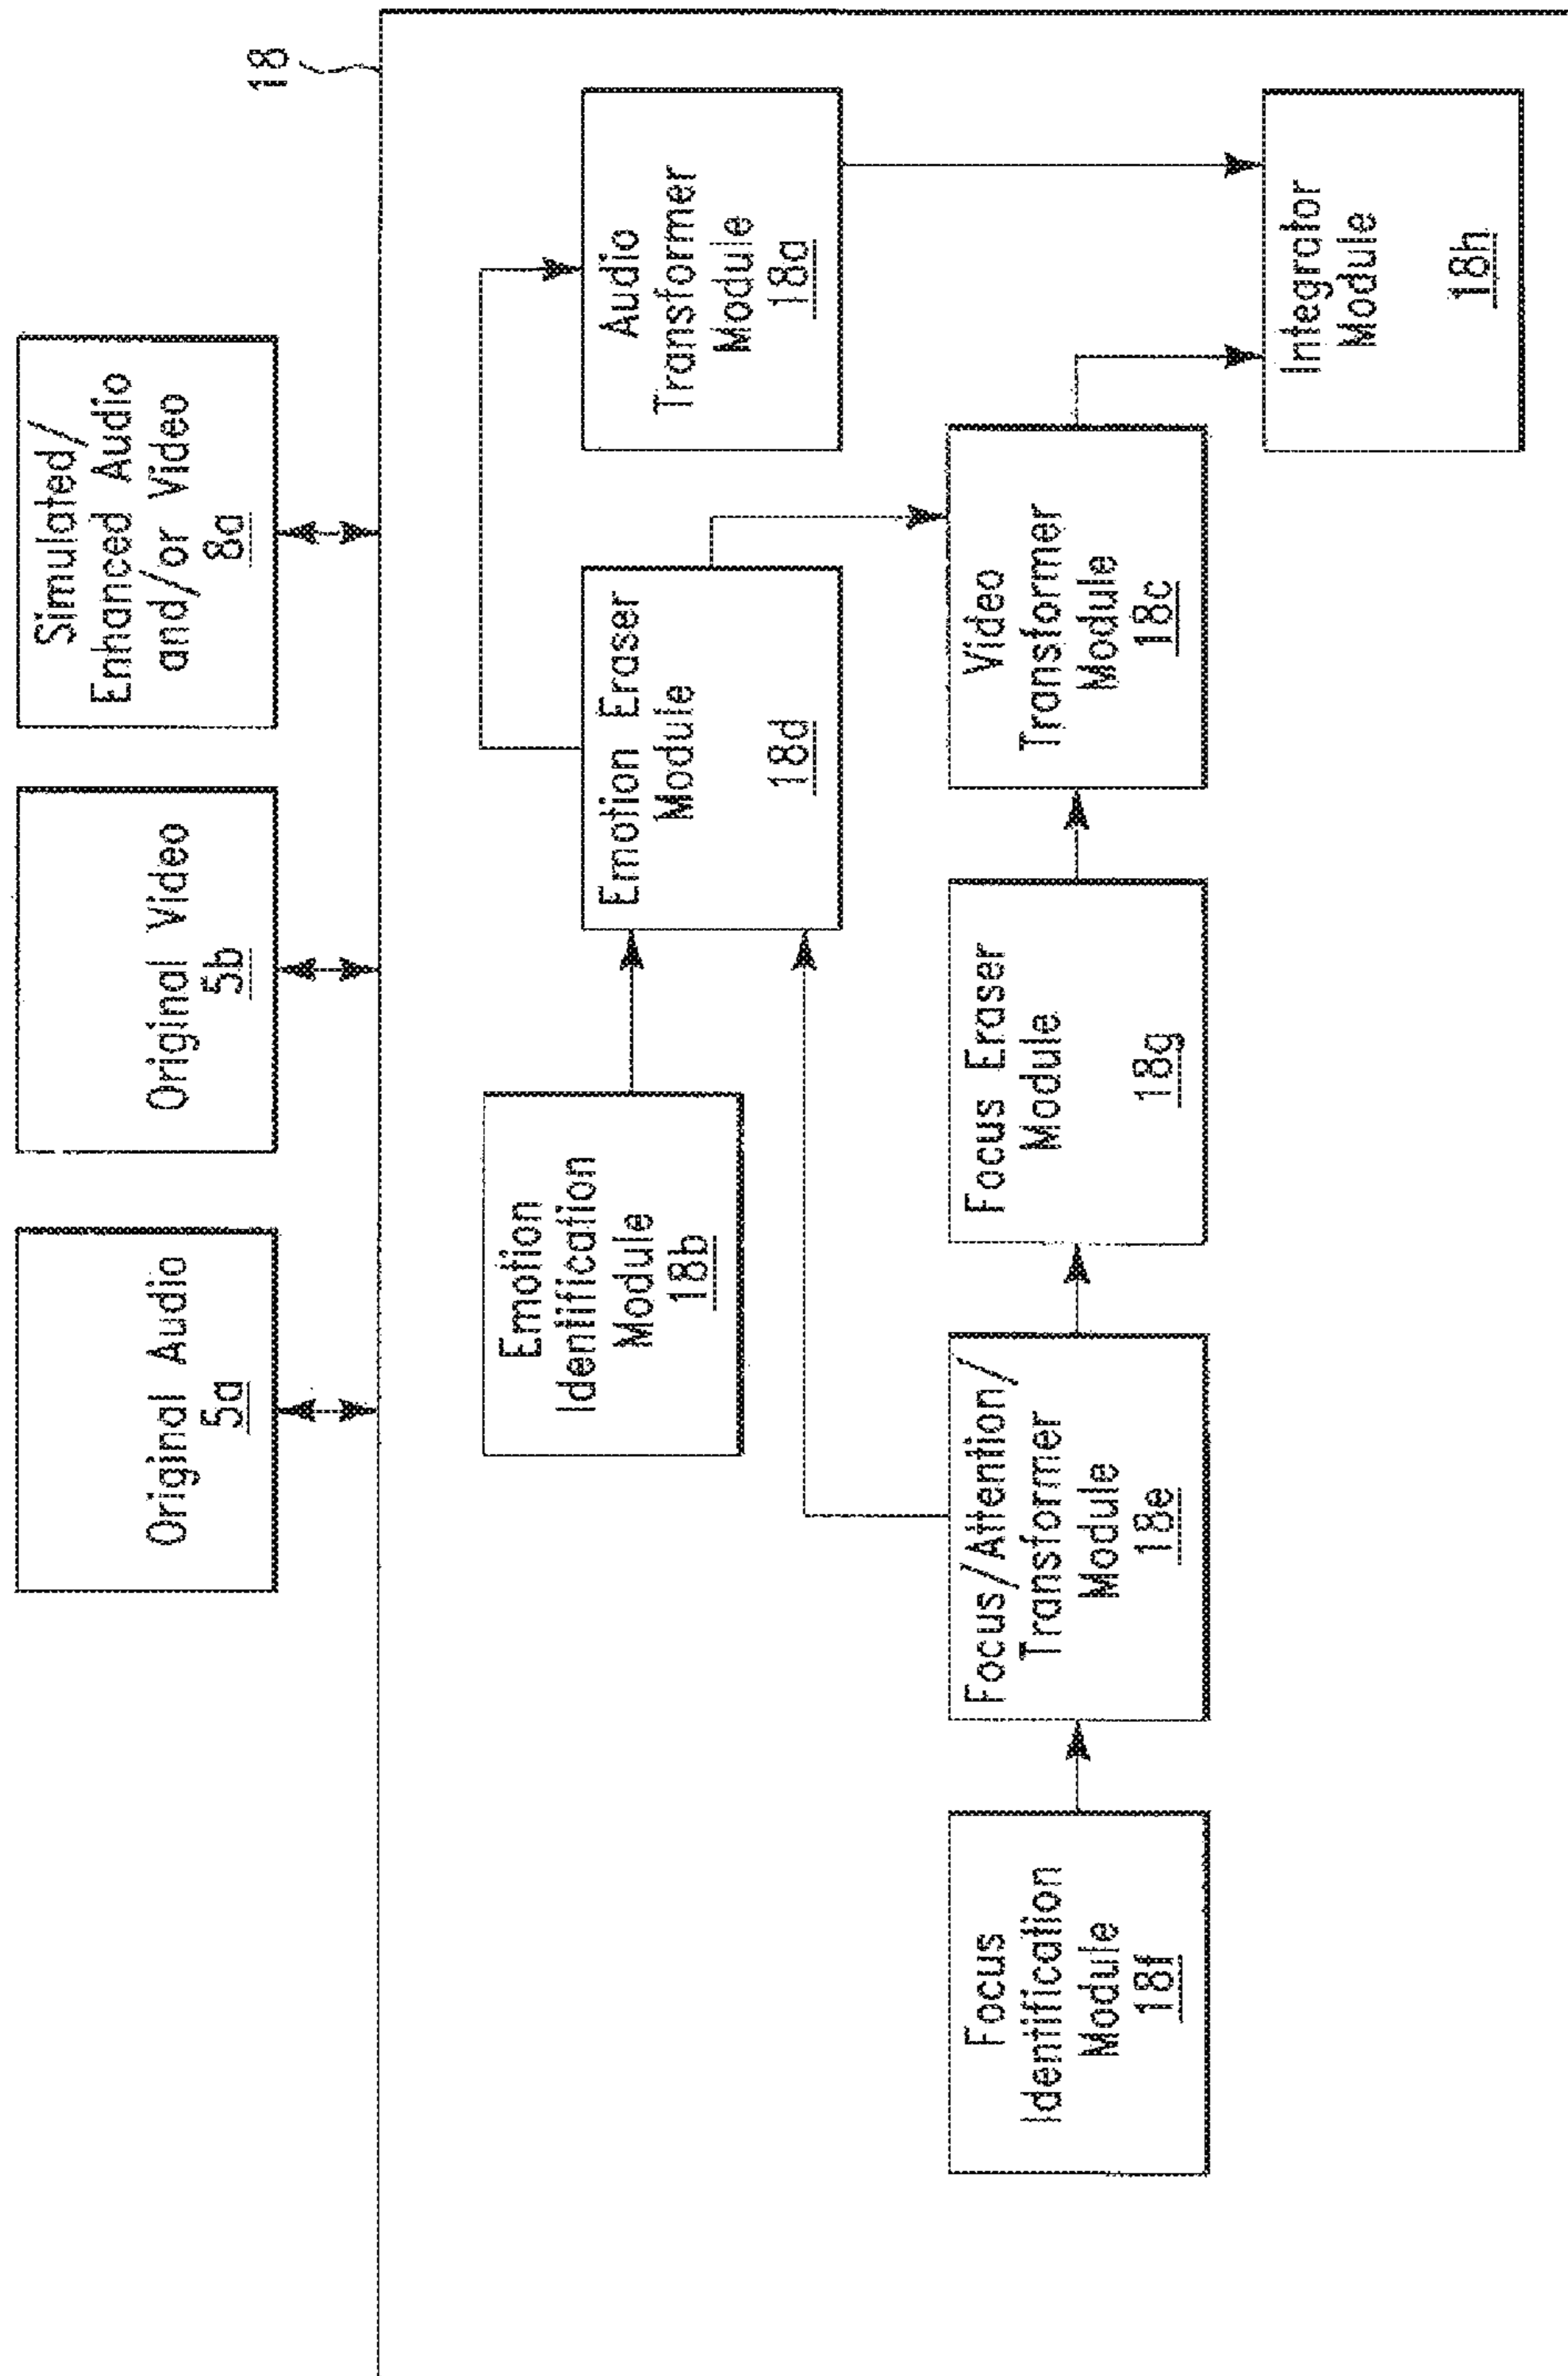 Original Audio
5a
Original Video
5b
Simulated/
Enhanced Audio
and/or Video
8a
18
Emotion
Identification
Module
18b
Emotion Eraser
Module
18d
Audio
Transformer
Module
18a
Focus
Identification
Module
18f
Focus/Attention/
Transformer
Module
18e
Focus Eraser
Module
18g
Video
Transformer
Module
18c
Integrator
Module
18h